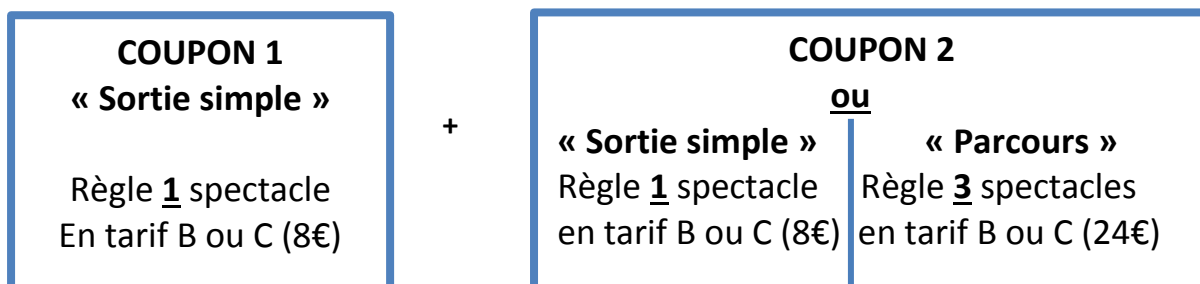 COUPON 1
« Sortie simple »
Règle 1 spectacle
En tarif B ou C (8€)
+
COUPON 2
ou
« Sortie simple »
Règle 1 spectacle
en tarif B ou C (8€)
« Parcours »
Règle 3 spectacles
en tarif B ou C (24€)